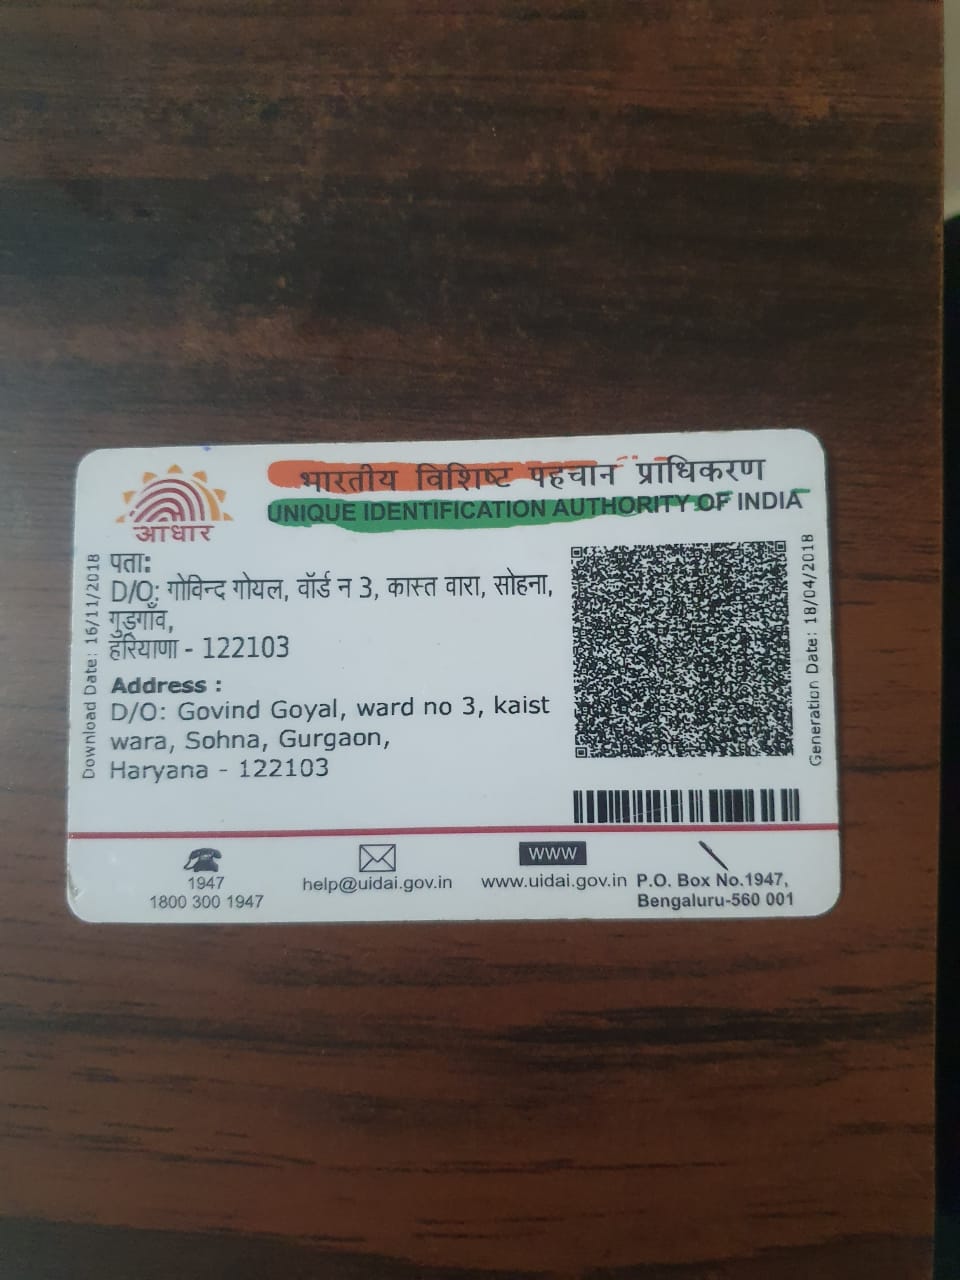 भारतीय विशिष्ट पहचान प्राधिकरण
UNIQUE IDENTIFICATION AUTHORITY OF INDIA
आधार
Download Date: 16/11/2018
पता:
D/O: गोविन्द गोयल, वॉर्ड न 3, कास्त वारा, सोहना,
गुड़गाँव,
हरियाणा - 122103
Address :
D/O: Govind Goyal, ward no 3, kaist
wara, Sohna, Gurgaon,
Haryana - 122103
Generation Date: 18/04/2018
1947
1800 300 1947
help@uidai.gov.in
WWW
www.uidai.gov.in
P.O. Box No.1947,
Bengaluru-560 001